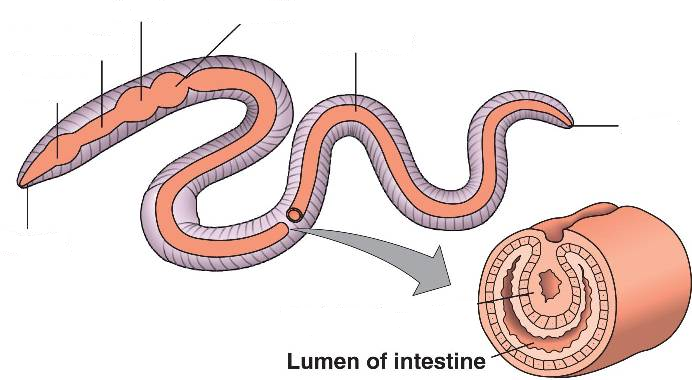 Lumen of intestine